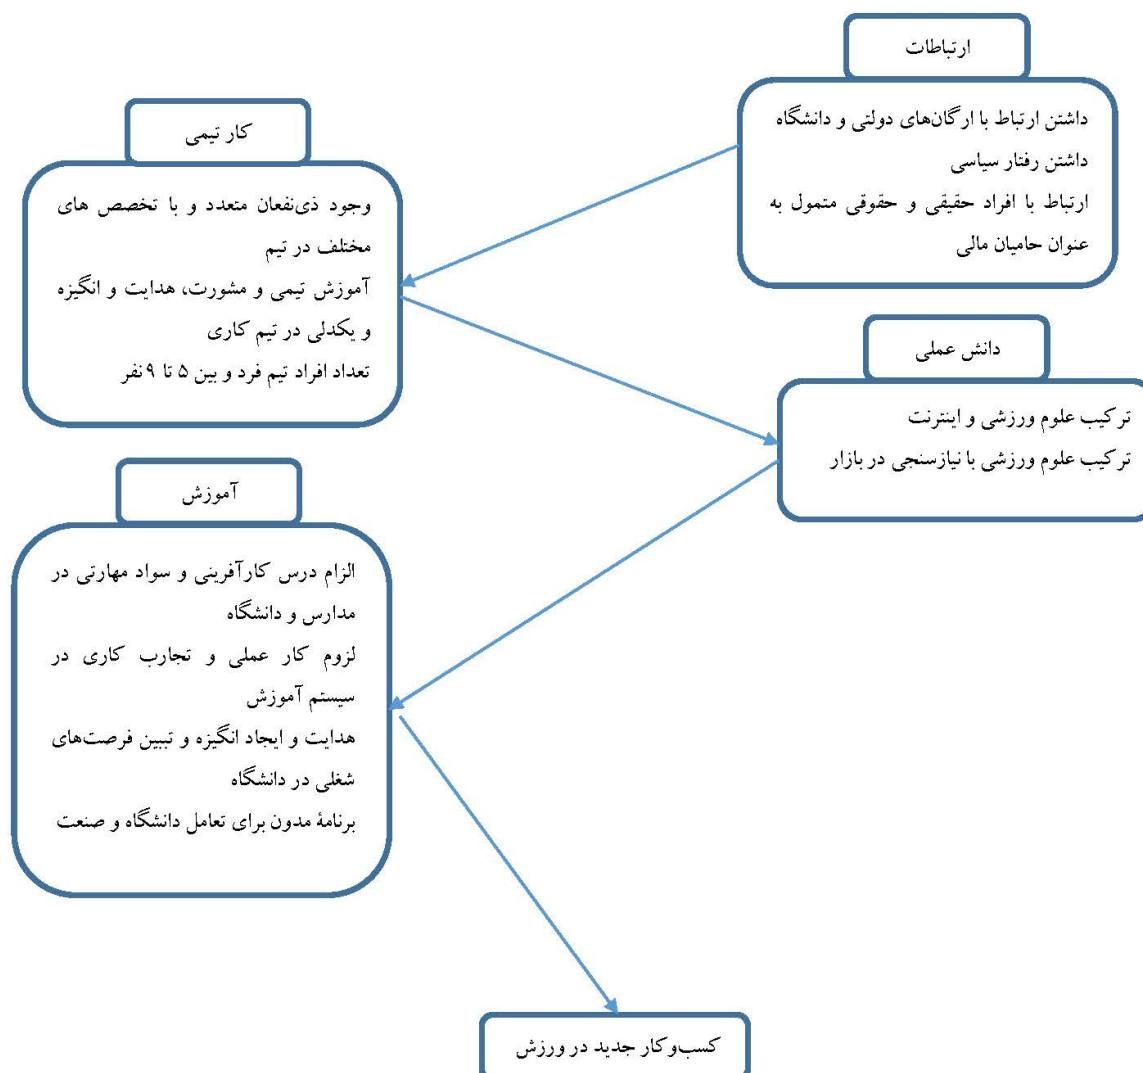 ارتباطات
داشتن ارتباط با ارگان‌های دولتی و دانشگاه
داشتن رفتار سیاسی
ارتباط با افراد حقیقی و حقوقی متمول به
عنوان حامیان مالی
کار تیمی
وجود ذی‌نفعان متعدد و با تخصص های
مختلف در تیم
آموزش تیمی و مشورت، هدایت و انگیزه
و یکدلی در تیم کاری
تعداد افراد تیم فرد و بین ۵ تا ۹ نفر
دانش عملی
ترکیب علوم ورزشی و اینترنت
ترکیب علوم ورزشی با نیازسنجی در بازار
آموزش
الزام درس کارآفرینی و سواد مهارتی در
مدارس و دانشگاه
لزوم کار عملی و تجارب کاری در
سیستم آموزش
هدایت و ایجاد انگیزه و تبیین فرصت‌های
شغلی در دانشگاه
برنامهٔ مدون برای تعامل دانشگاه و صنعت
کسب‌وکار جدید در ورزش